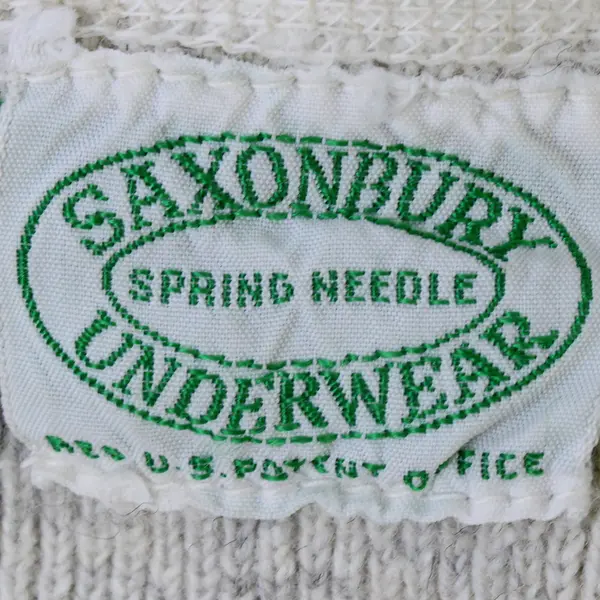 SAXONBURY
SPRING NEEDLE
UNDERWEAR
REG U.S. PATENT OFFICE